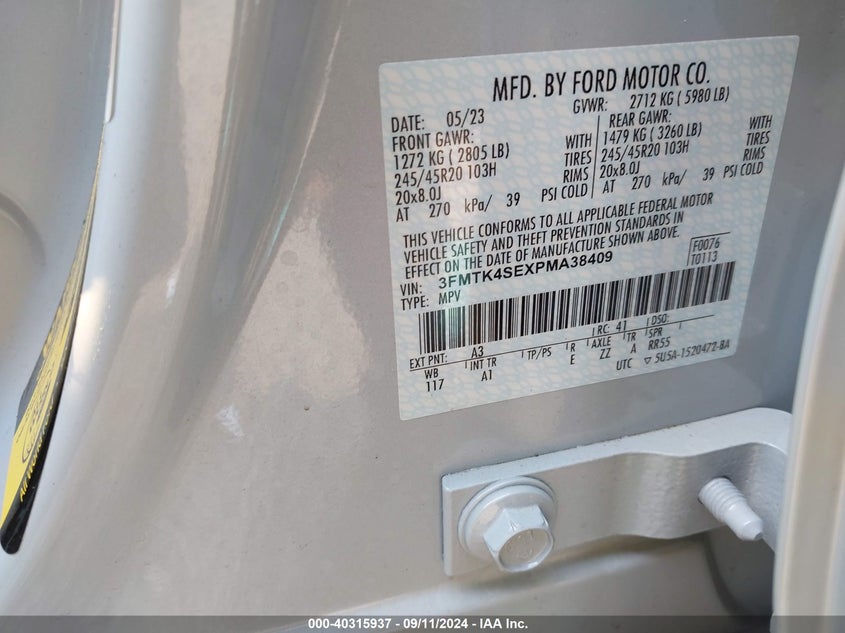 MFD. BY FORD MOTOR CO.
DATE: 05/23 GVWR: 2712 KG ( 5980 LB)
FRONT GAWR: WITH REAR GAWR: WITH
1272 KG ( 2805 LB) TIRES 1479 KG ( 3260 LB) TIRES
245/45R20 103H RIMS 245/45R20 103H RIMS
20x8.0J 20x8.0J
AT 270 kPa/ 39 PSI COLD AT 270 kPa/ 39 PSI COLD
THIS VEHICLE CONFORMS TO ALL APPLICABLE FEDERAL MOTOR
VEHICLE SAFETY AND THEFT PREVENTION STANDARDS IN
EFFECT ON THE DATE OF MANUFACTURE SHOWN ABOVE.
F0076
VIN: 3FMTK4SEXPMA38409 T0113
TYPE: MPV
EXT PNT: A3 RC: 41 DSO:
WB INT TR TP/PS R AXLE TR SPR
117 A1 E ZZ A RR55
UTC ▽ 5U5A-1520472-BA
000-40315937 - 09/11/2024 - IAA Inc.